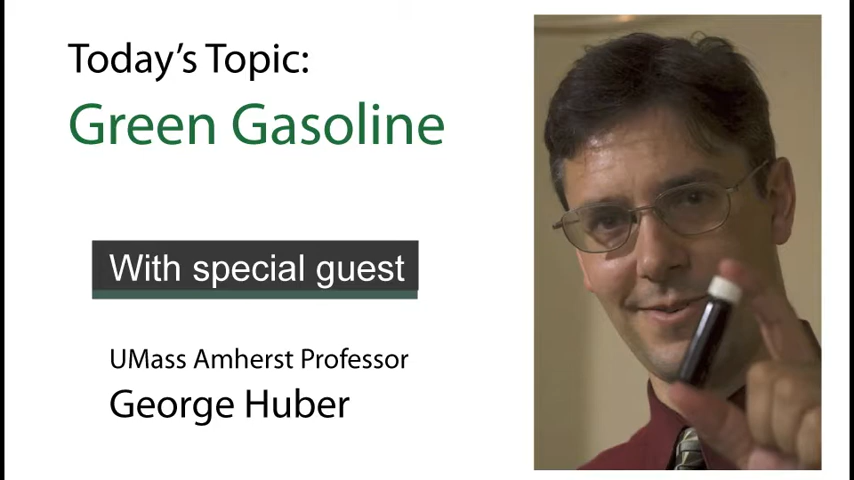 Today's Topic:
Green Gasoline
With special guest
UMass Amherst Professor
George Huber